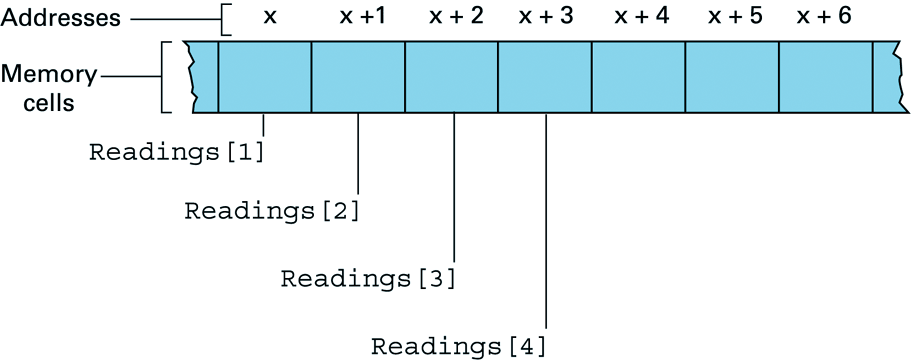 Addresses x x +1 x + 2 x + 3 x + 4 x + 5 x + 6
Memory
cells
Readings[1]
Readings[2]
Readings[3]
Readings[4]